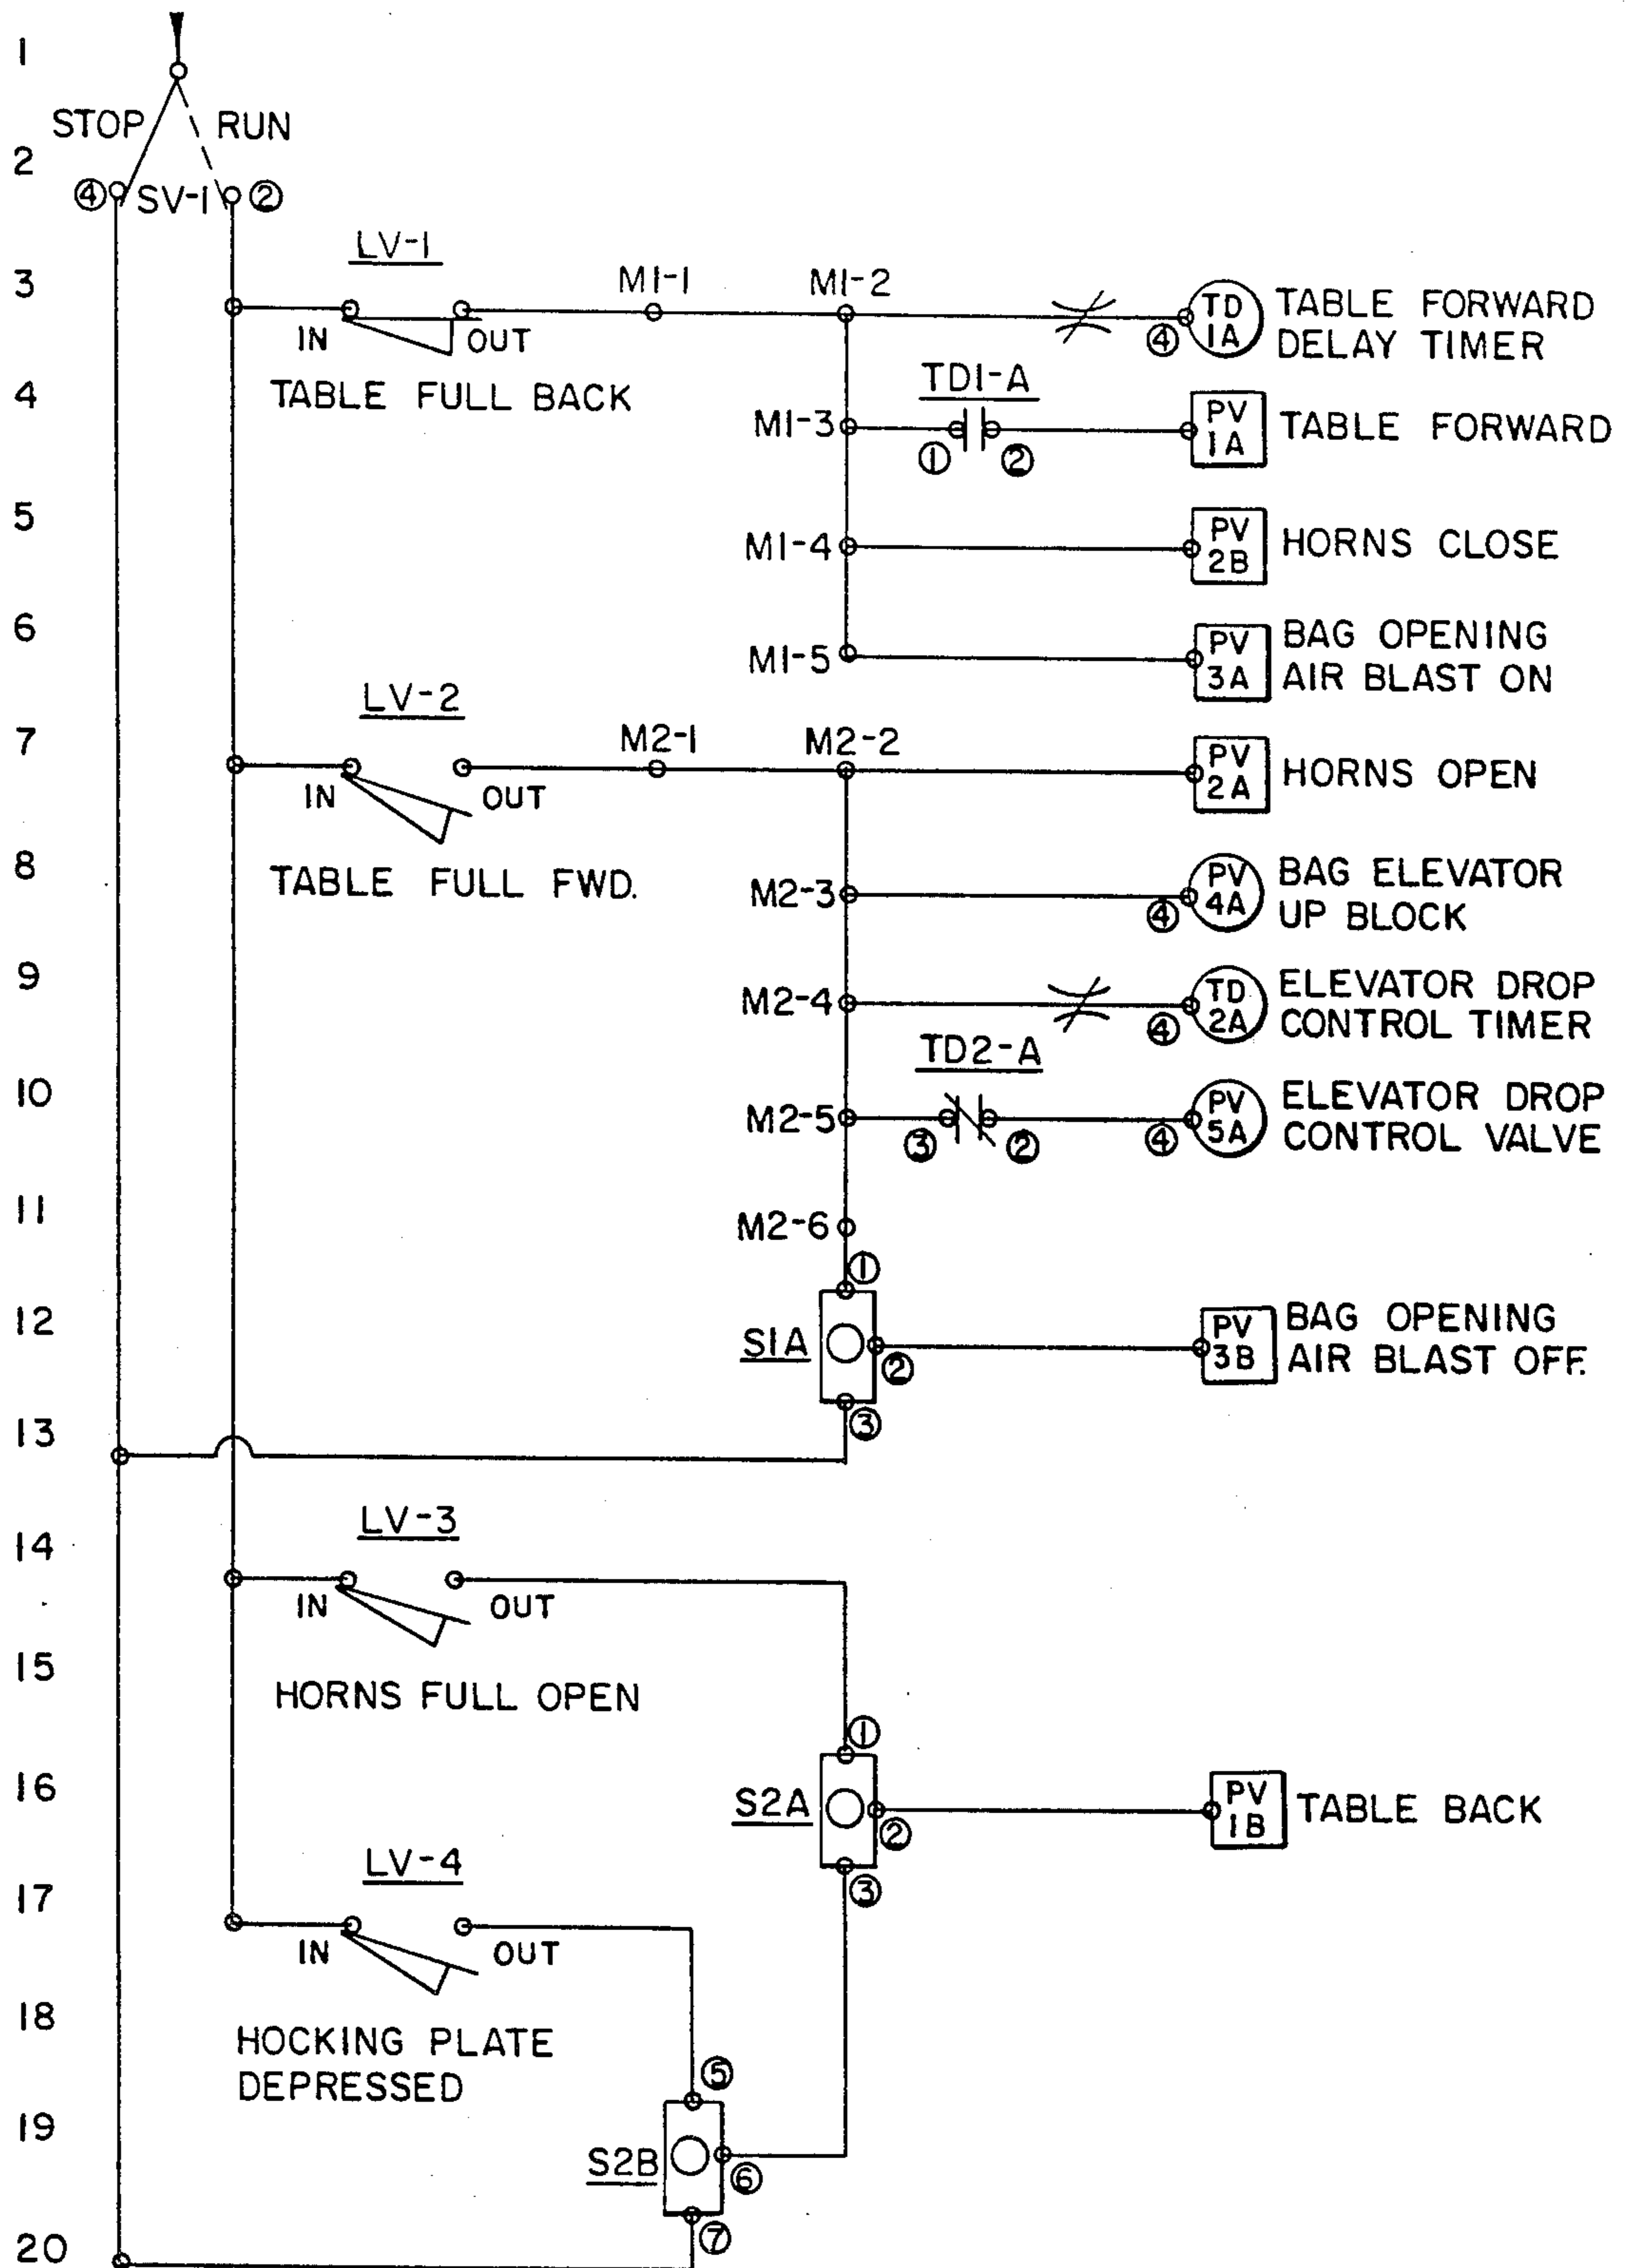 1
STOP RUN
2
④ SV-1 ②
LV-1
3 M1-1 M1-2 TD 1A TABLE FORWARD
IN OUT ④ DELAY TIMER
4 TABLE FULL BACK TD1-A
M1-3 PV 1A TABLE FORWARD
① ②
5 M1-4 PV 2B HORNS CLOSE
6 M1-5 PV 3A BAG OPENING
AIR BLAST ON
LV-2
7 M2-1 M2-2 PV 2A HORNS OPEN
IN OUT
8 TABLE FULL FWD. M2-3 ④ PV 4A BAG ELEVATOR
UP BLOCK
9 M2-4 ④ TD 2A ELEVATOR DROP
CONTROL TIMER
TD2-A
10 M2-5 ③ ② ④ PV 5A ELEVATOR DROP
CONTROL VALVE
11 M2-6
①
12 S1A ② PV 3B BAG OPENING
AIR BLAST OFF.
13 ③
LV-3
14
IN OUT
15 HORNS FULL OPEN
①
16 S2A ② PV 1B TABLE BACK
LV-4
17 ③
IN OUT
18 HOCKING PLATE
DEPRESSED ⑤
19 S2B ⑥
20 ⑦